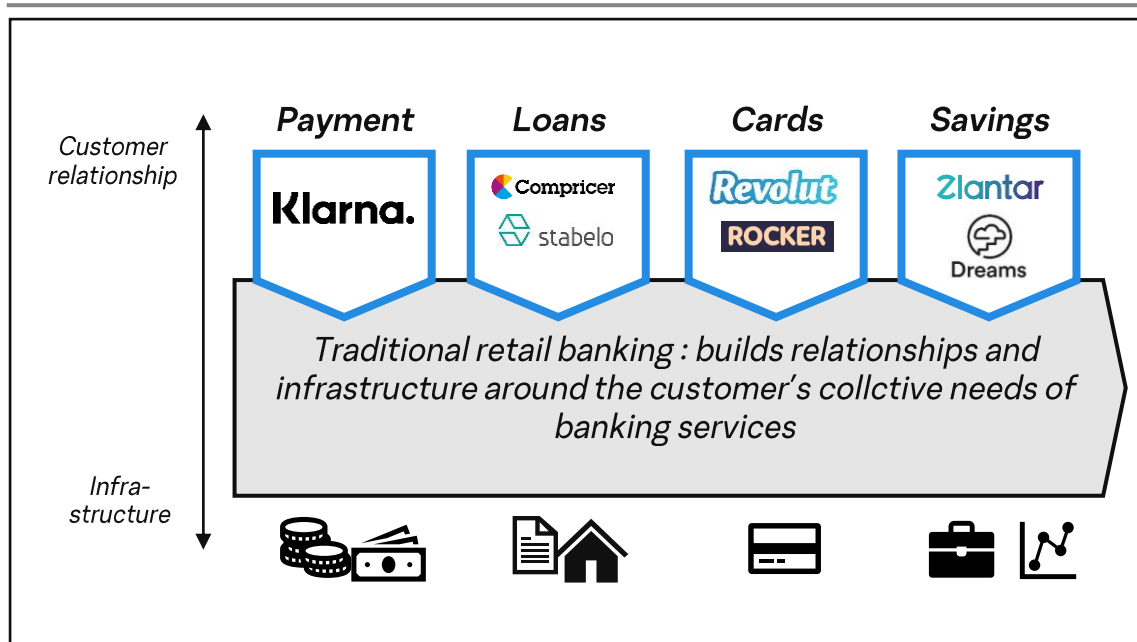 Payment
Loans
Cards
Savings
Customer
relationship
Klarna.
Compricer
stabelo
Revolut
ROCKER
Zlantar
Dreams
Traditional retail banking : builds relationships and
infrastructure around the customer's collctive needs of
banking services
Infra-
structure